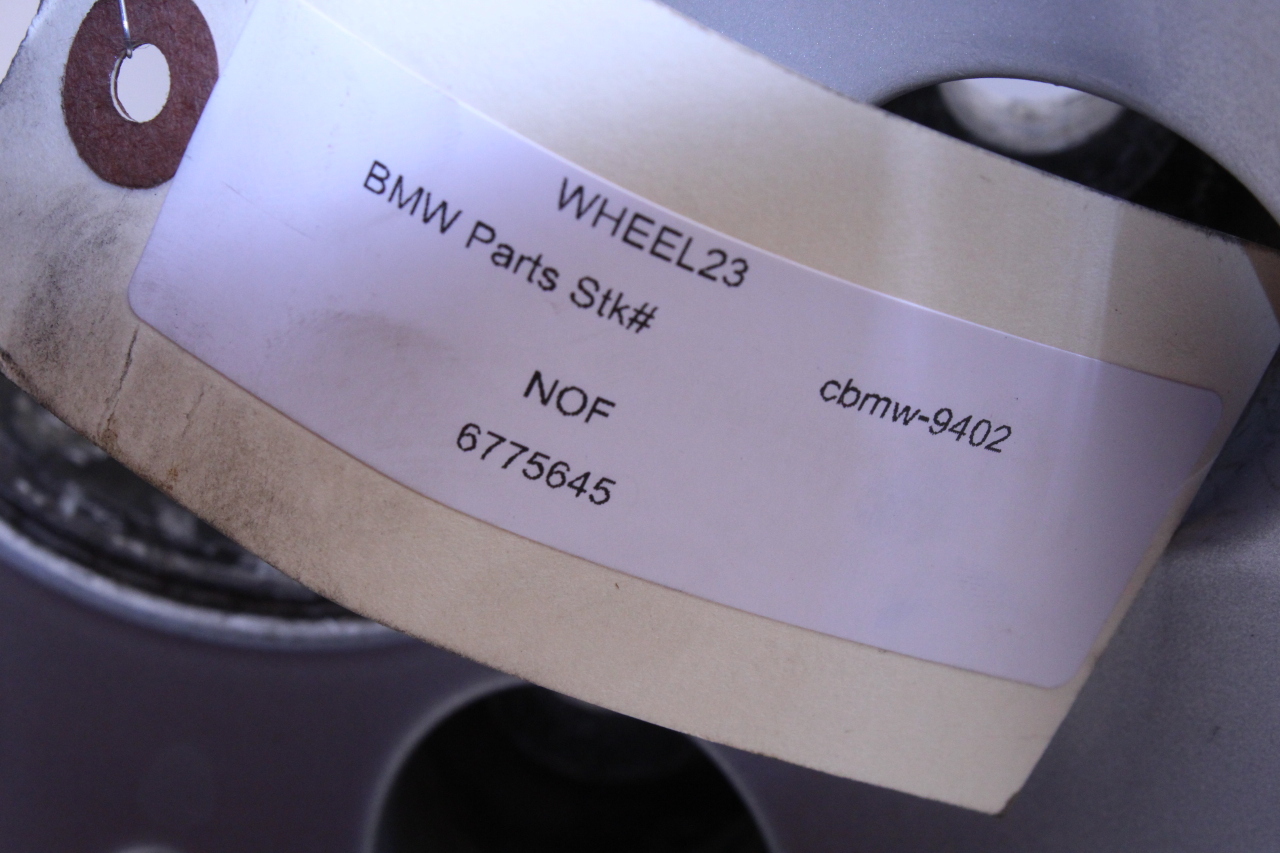 WHEEL23
BMW Parts Stk#
cbmw-9402
NOF
6775645